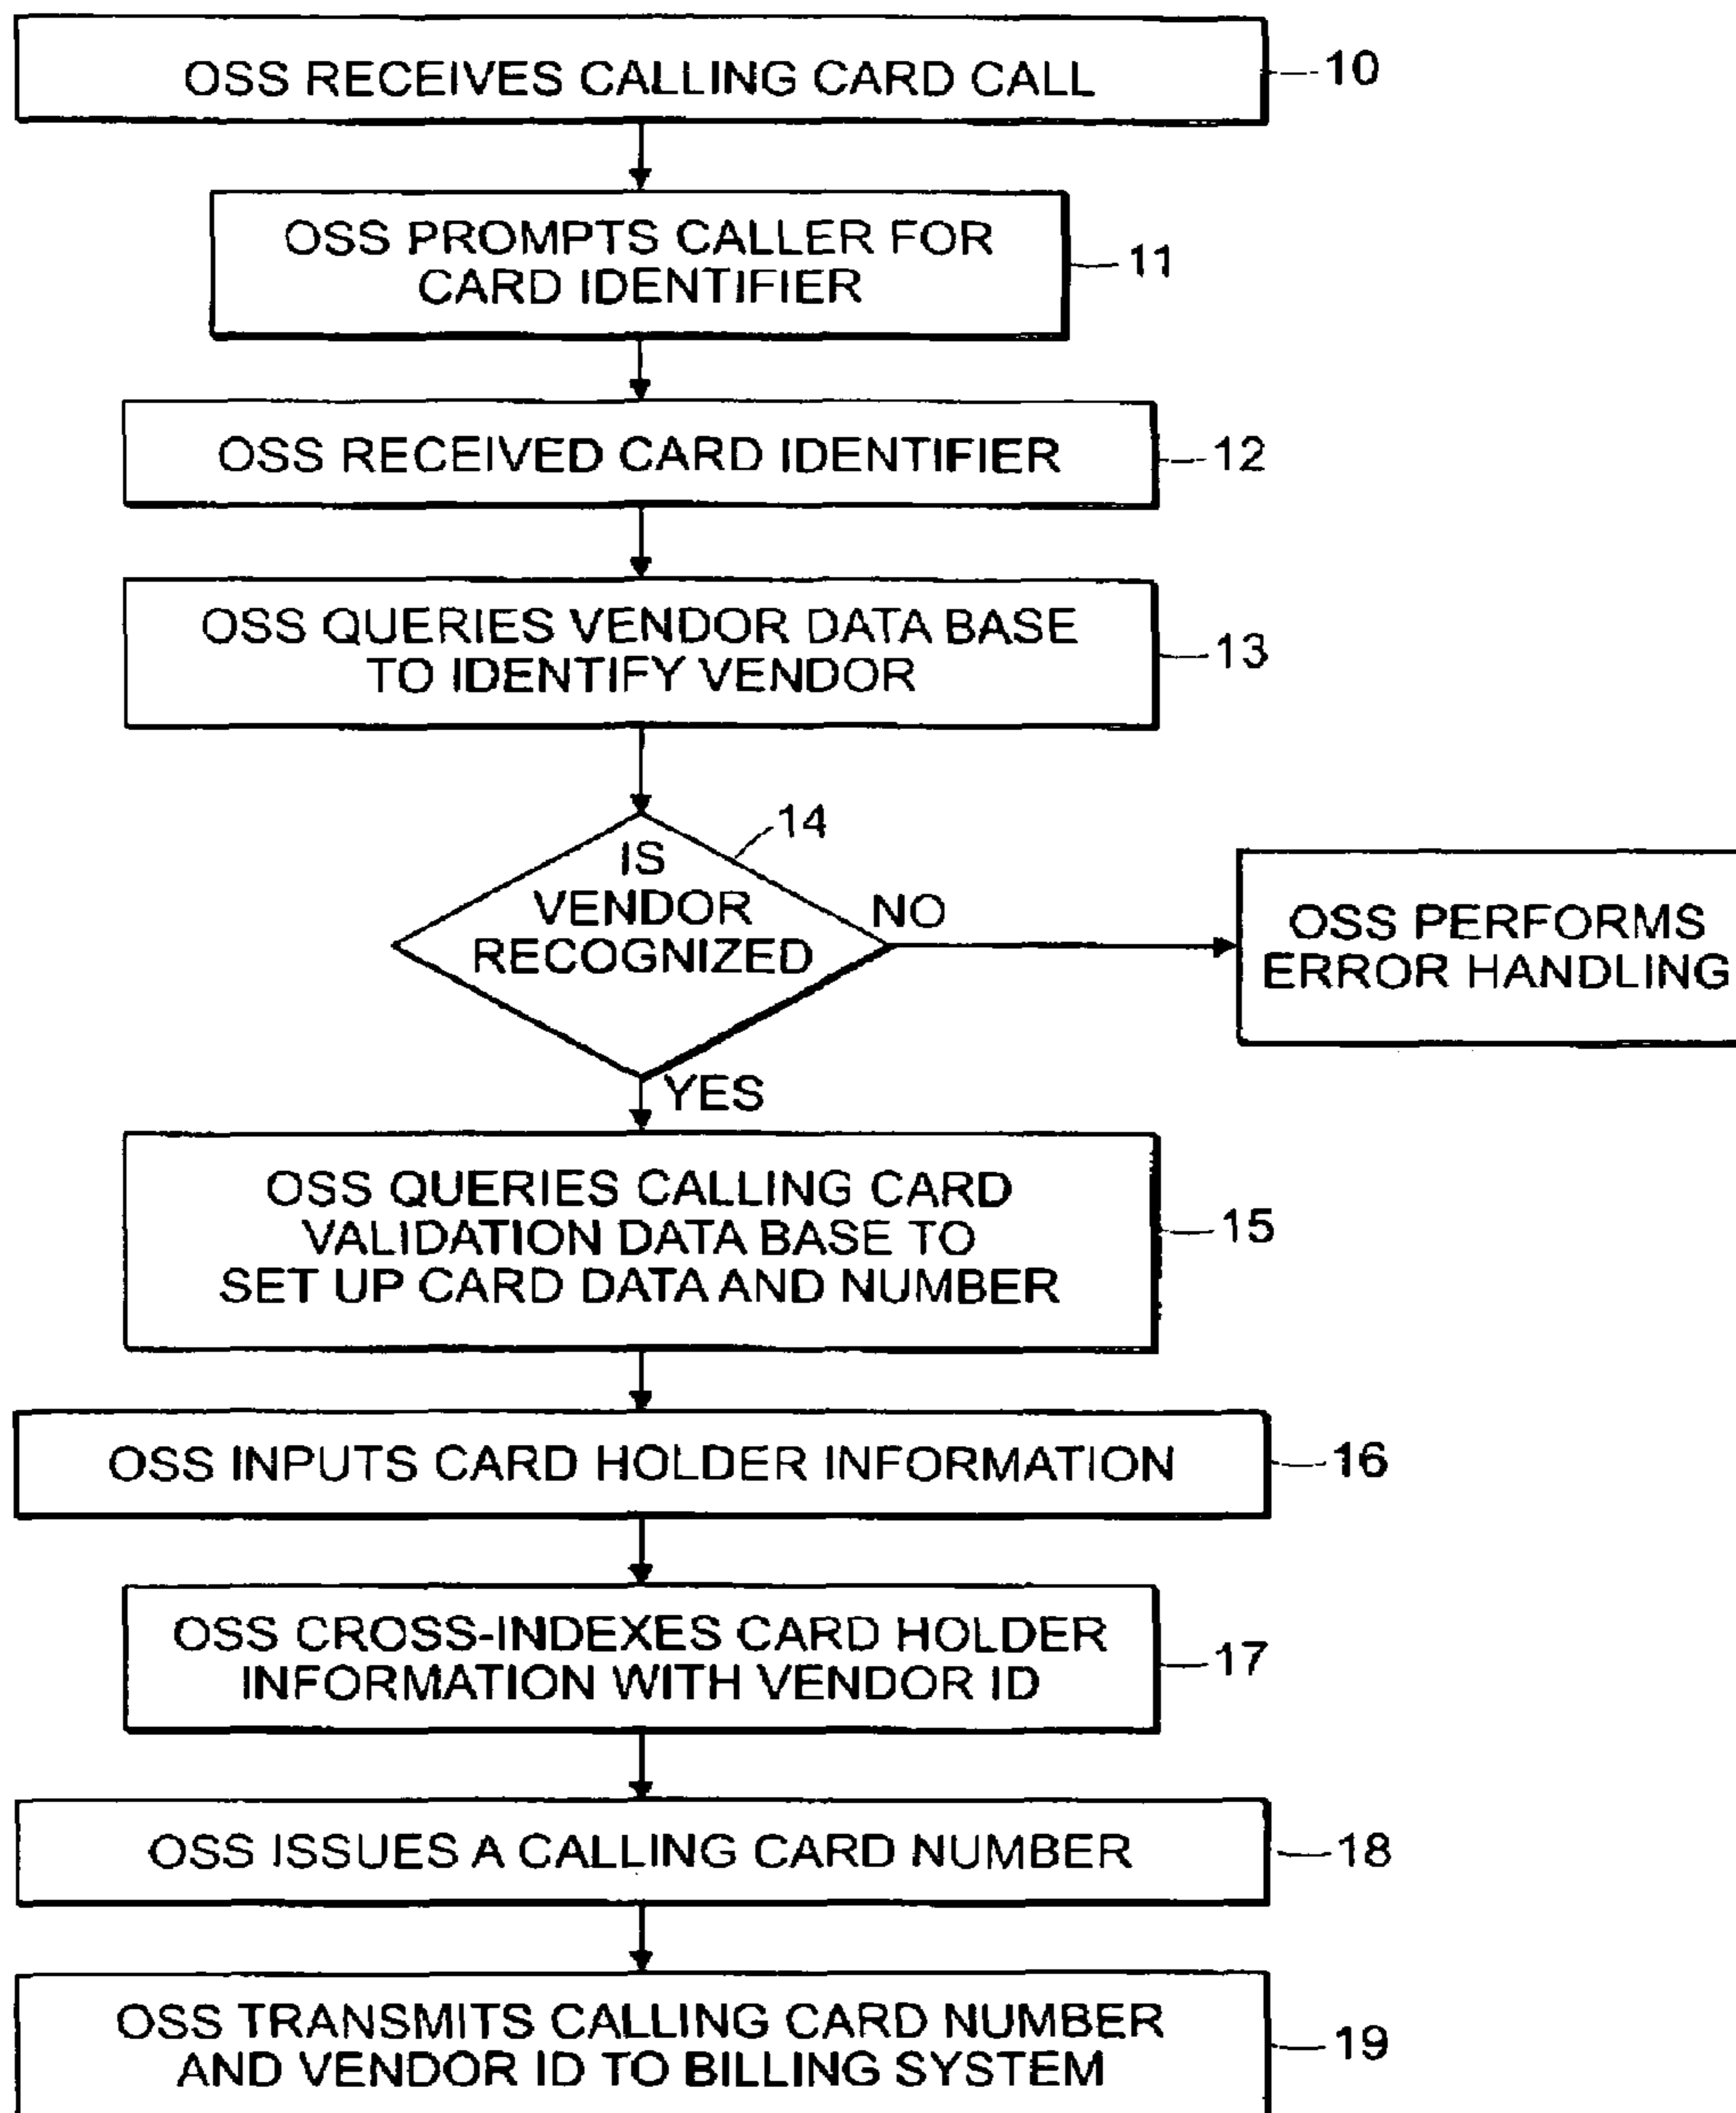 OSS RECEIVES CALLING CARD CALL
10
OSS PROMPTS CALLER FOR
CARD IDENTIFIER
11
OSS RECEIVED CARD IDENTIFIER
12
OSS QUERIES VENDOR DATA BASE
TO IDENTIFY VENDOR
13
14
IS
VENDOR
RECOGNIZED
NO
OSS PERFORMS
ERROR HANDLING
YES
OSS QUERIES CALLING CARD
VALIDATION DATA BASE TO
SET UP CARD DATA AND NUMBER
15
OSS INPUTS CARD HOLDER INFORMATION
16
OSS CROSS-INDEXES CARD HOLDER
INFORMATION WITH VENDOR ID
17
OSS ISSUES A CALLING CARD NUMBER
18
OSS TRANSMITS CALLING CARD NUMBER
AND VENDOR ID TO BILLING SYSTEM
19